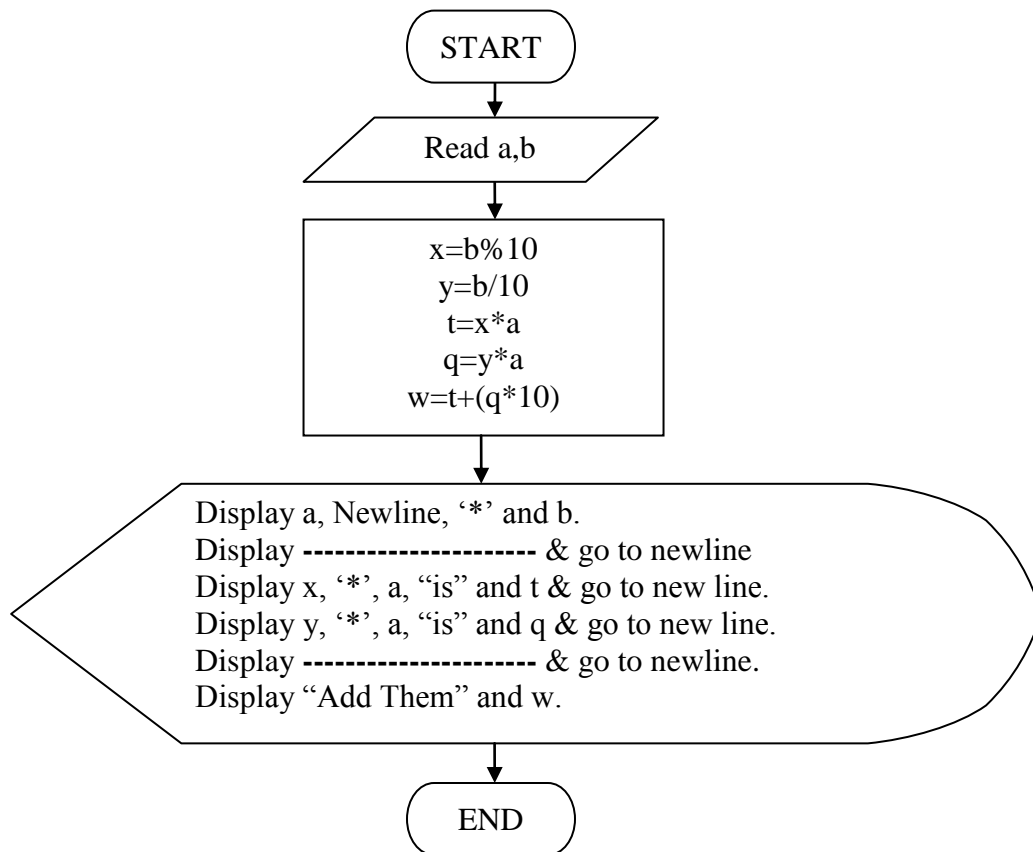 START
Read a,b
x=b%10
y=b/10
t=x*a
q=y*a
w=t+(q*10)
Display a, Newline, ‘*’ and b.
Display ---------------------- & go to newline
Display x, ‘*’, a, “is” and t & go to new line.
Display y, ‘*’, a, “is” and q & go to new line.
Display ---------------------- & go to newline.
Display “Add Them” and w.
END